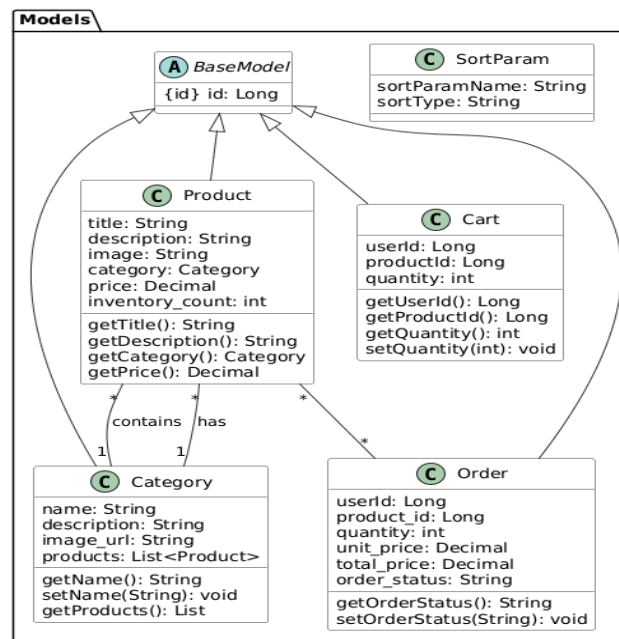 Models
A BaseModel
{id} id: Long
C SortParam
sortParamName: String
sortType: String
C Product
title: String
description: String
image: String
category: Category
price: Decimal
inventory_count: int
getTitle(): String
getDescription(): String
getCategory(): Category
getPrice(): Decimal
C Cart
userId: Long
productId: Long
quantity: int
getUserId(): Long
getProductId(): Long
getQuantity(): int
setQuantity(int): void
* * *
contains has
1 1 *
C Category
name: String
description: String
image_url: String
products: List<Product>
getName(): String
setName(String): void
getProducts(): List
C Order
userId: Long
product_id: Long
quantity: int
unit_price: Decimal
total_price: Decimal
order_status: String
getOrderStatus(): String
setOrderStatus(String): void